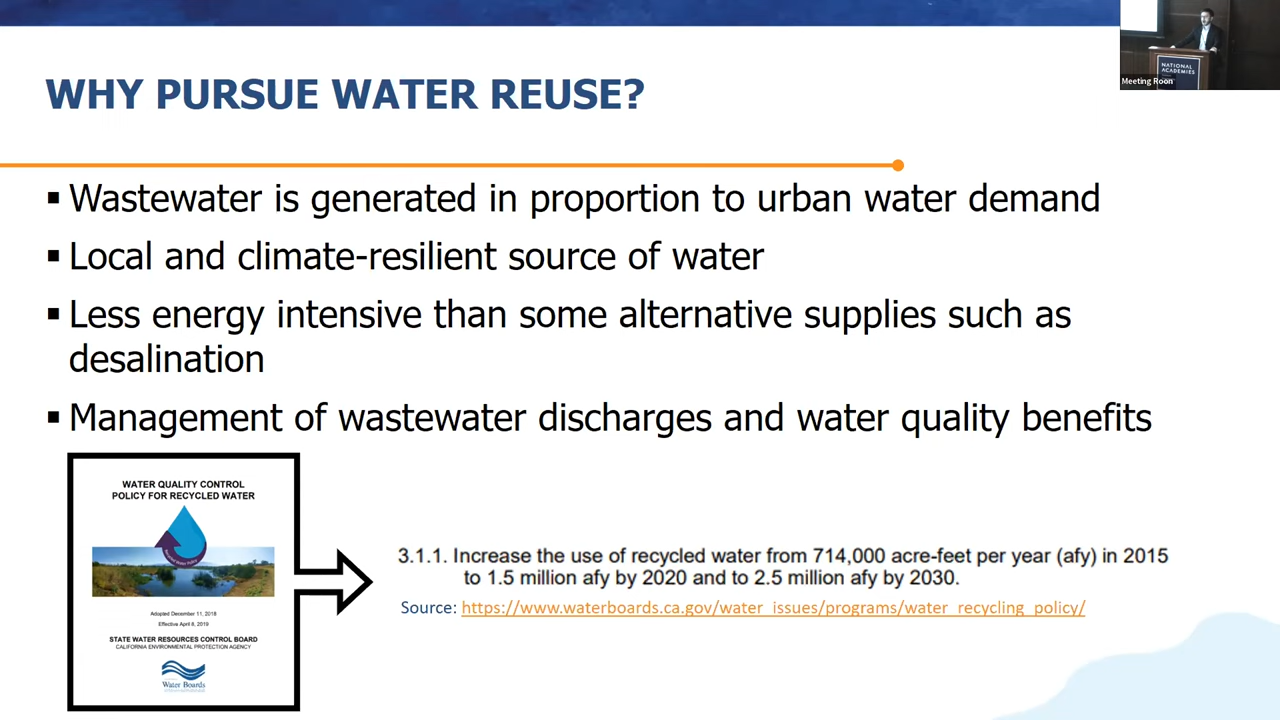 WHY PURSUE WATER REUSE?
NATIONAL
ACADEMIES
Meeting Room
▪ Wastewater is generated in proportion to urban water demand
▪ Local and climate-resilient source of water
▪ Less energy intensive than some alternative supplies such as
desalination
▪ Management of wastewater discharges and water quality benefits
WATER QUALITY CONTROL
POLICY FOR RECYCLED WATER
Adopted December 11, 2018
Effective April 8, 2019
STATE WATER RESOURCES CONTROL BOARD
CALIFORNIA ENVIRONMENTAL PROTECTION AGENCY
Water Boards
3.1.1. Increase the use of recycled water from 714,000 acre-feet per year (afy) in 2015
to 1.5 million afy by 2020 and to 2.5 million afy by 2030.
Source: https://www.waterboards.ca.gov/water_issues/programs/water_recycling_policy/